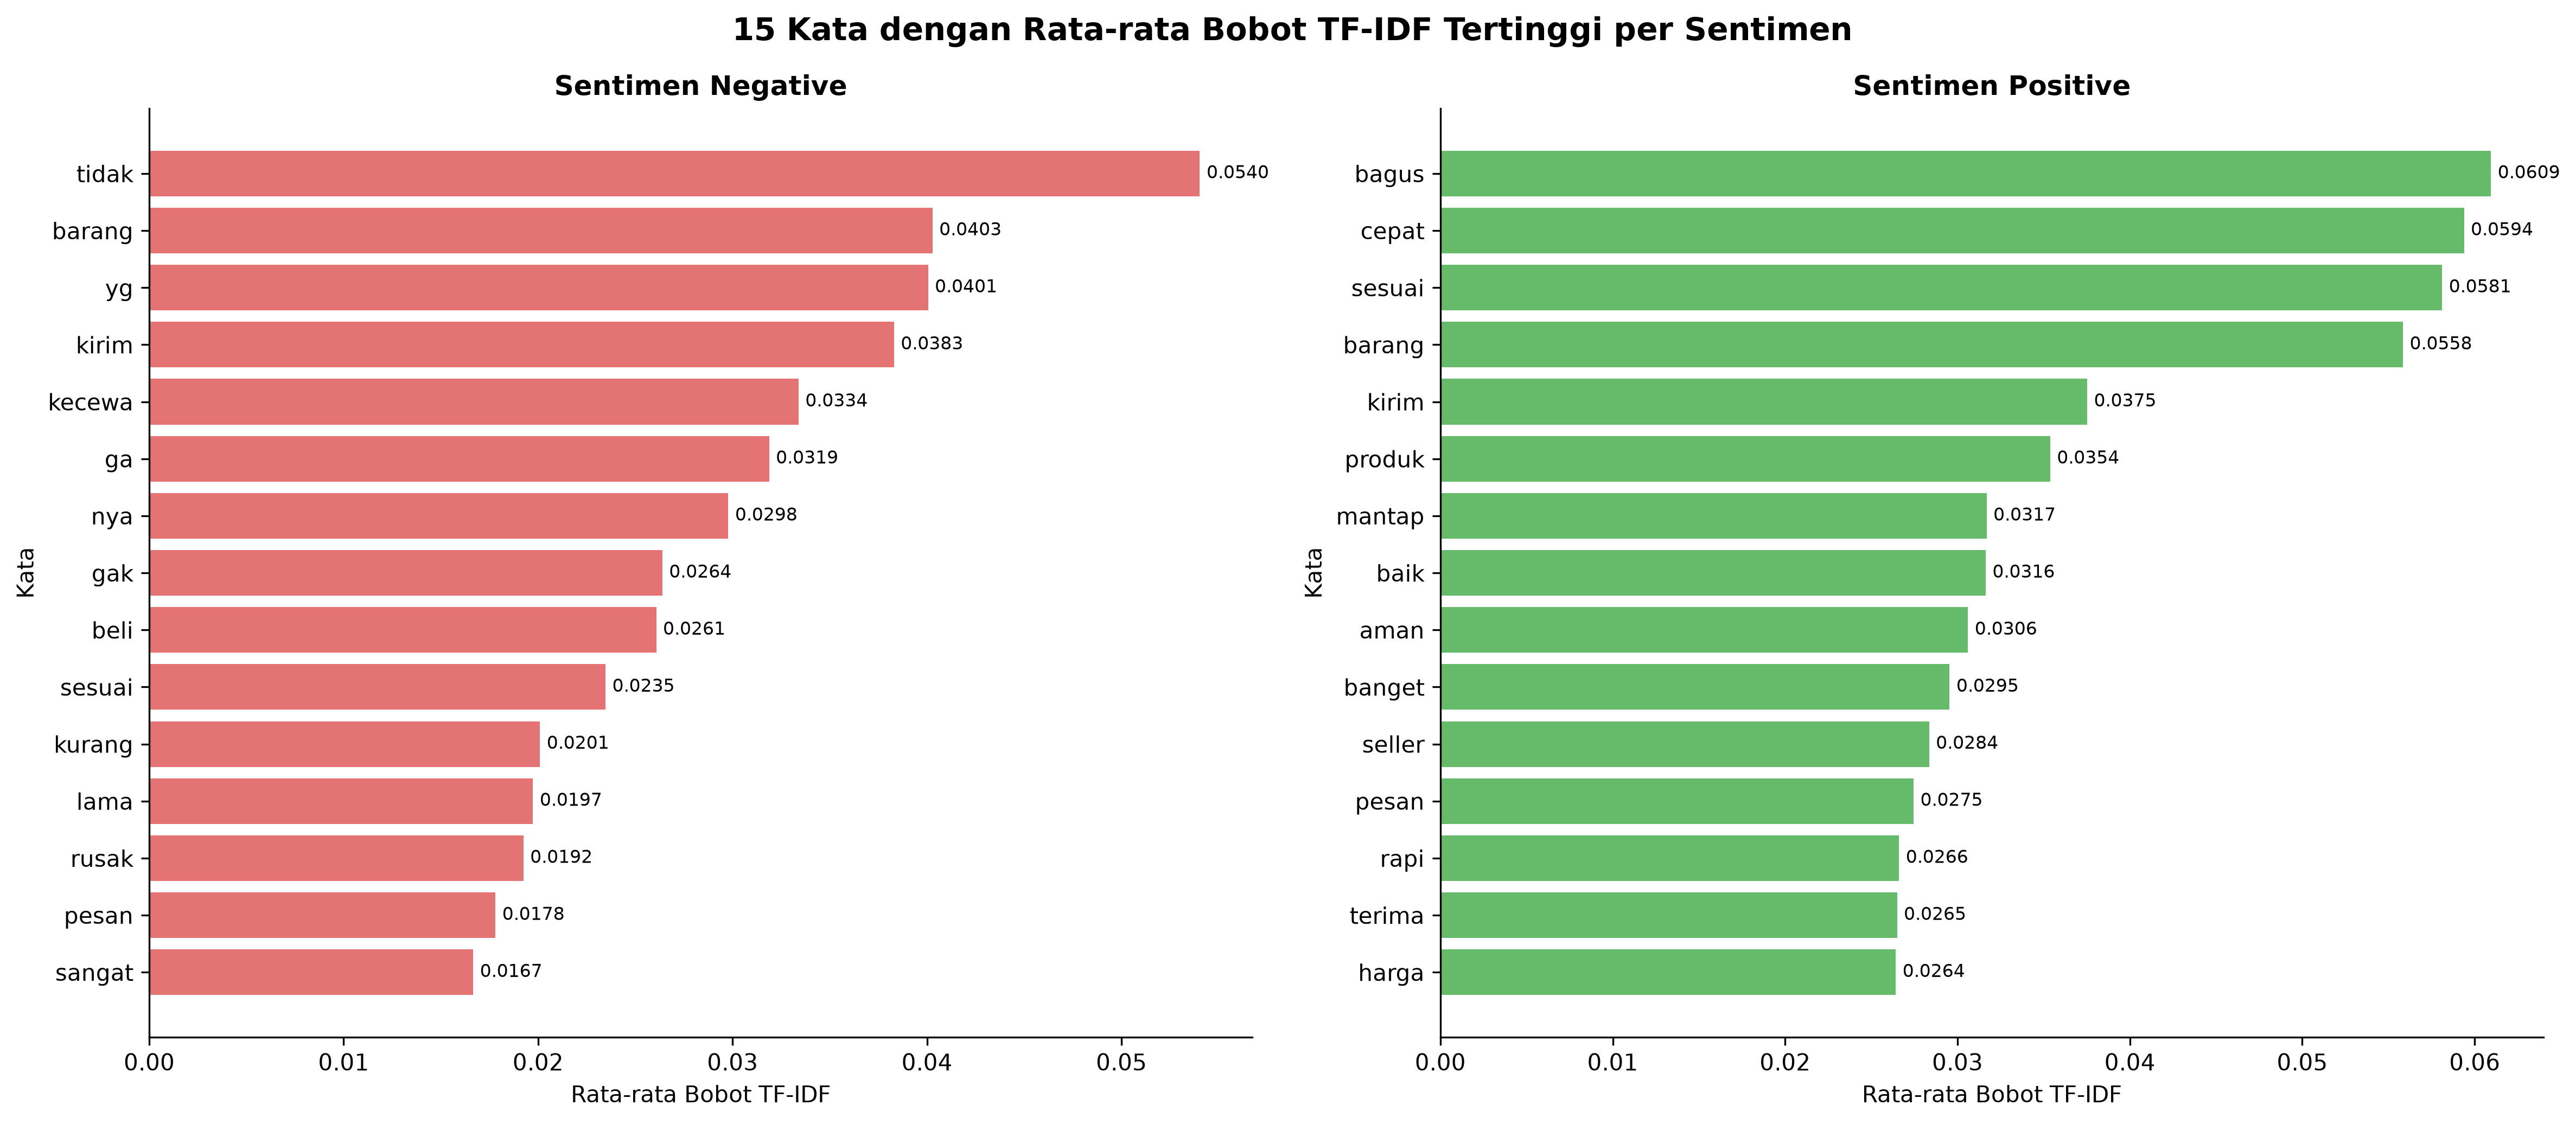 15 Kata dengan Rata-rata Bobot TF-IDF Tertinggi per Sentimen
Sentimen Negative
Kata
tidak 0.0540
barang 0.0403
yg 0.0401
kirim 0.0383
kecewa 0.0334
ga 0.0319
nya 0.0298
gak 0.0264
beli 0.0261
sesuai 0.0235
kurang 0.0201
lama 0.0197
rusak 0.0192
pesan 0.0178
sangat 0.0167
0.00 0.01 0.02 0.03 0.04 0.05
Rata-rata Bobot TF-IDF
Sentimen Positive
Kata
bagus 0.0609
cepat 0.0594
sesuai 0.0581
barang 0.0558
kirim 0.0375
produk 0.0354
mantap 0.0317
baik 0.0316
aman 0.0306
banget 0.0295
seller 0.0284
pesan 0.0275
rapi 0.0266
terima 0.0265
harga 0.0264
0.00 0.01 0.02 0.03 0.04 0.05 0.06
Rata-rata Bobot TF-IDF